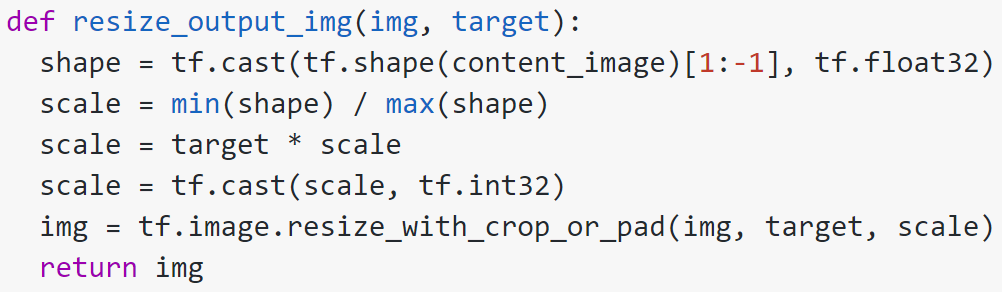 def resize_output_img(img, target):
  shape = tf.cast(tf.shape(content_image)[1:-1], tf.float32)
  scale = min(shape) / max(shape)
  scale = target * scale
  scale = tf.cast(scale, tf.int32)
  img = tf.image.resize_with_crop_or_pad(img, target, scale)
  return img